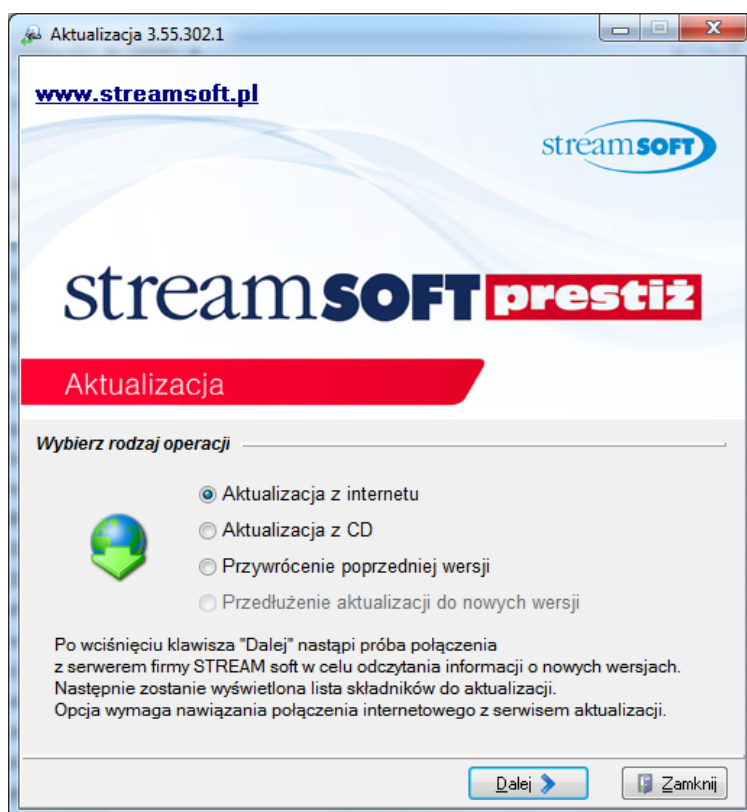 Aktualizacja 3.55.302.1
www.streamsoft.pl
streamSOFT
streamSOFT prestiż
Aktualizacja
Wybierz rodzaj operacji
Aktualizacja z internetu
Aktualizacja z CD
Przywrócenie poprzedniej wersji
Przedłużenie aktualizacji do nowych wersji
Po wciśnięciu klawisza "Dalej" nastąpi próba połączenia
z serwerem firmy STREAM soft w celu odczytania informacji o nowych wersjach.
Następnie zostanie wyświetlona lista składników do aktualizacji.
Opcja wymaga nawiązania połączenia internetowego z serwisem aktualizacji.
Dalej
Zamknij